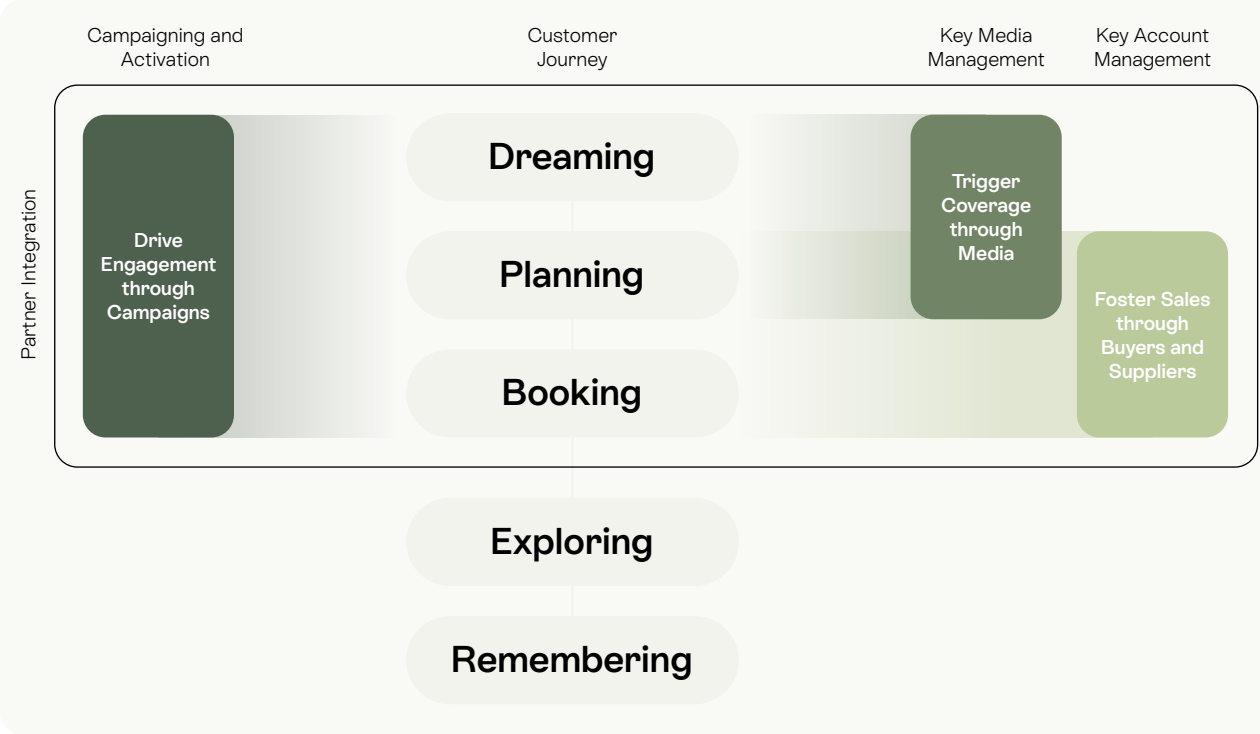 Campaigning and
Activation
Customer
Journey
Key Media
Management
Key Account
Management
Partner Integration
Drive
Engagement
through
Campaigns
Dreaming
Planning
Booking
Exploring
Remembering
Trigger
Coverage
through
Media
Foster Sales
through
Buyers and
Suppliers